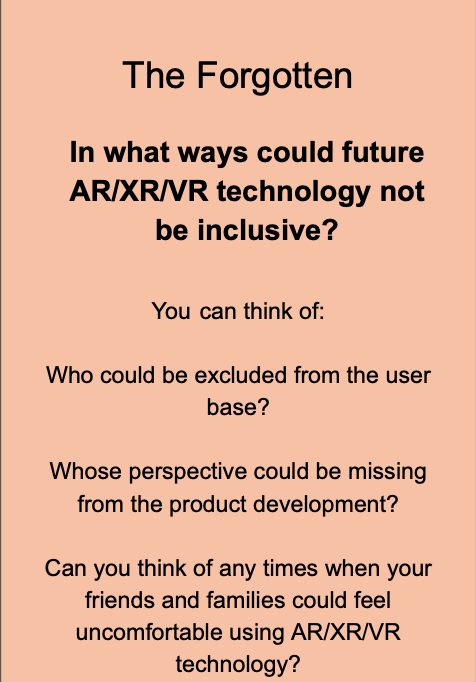 The Forgotten
In what ways could future
AR/XR/VR technology not
be inclusive?
You can think of:
Who could be excluded from the user
base?
Whose perspective could be missing
from the product development?
Can you think of any times when your
friends and families could feel
uncomfortable using AR/XR/VR
technology?